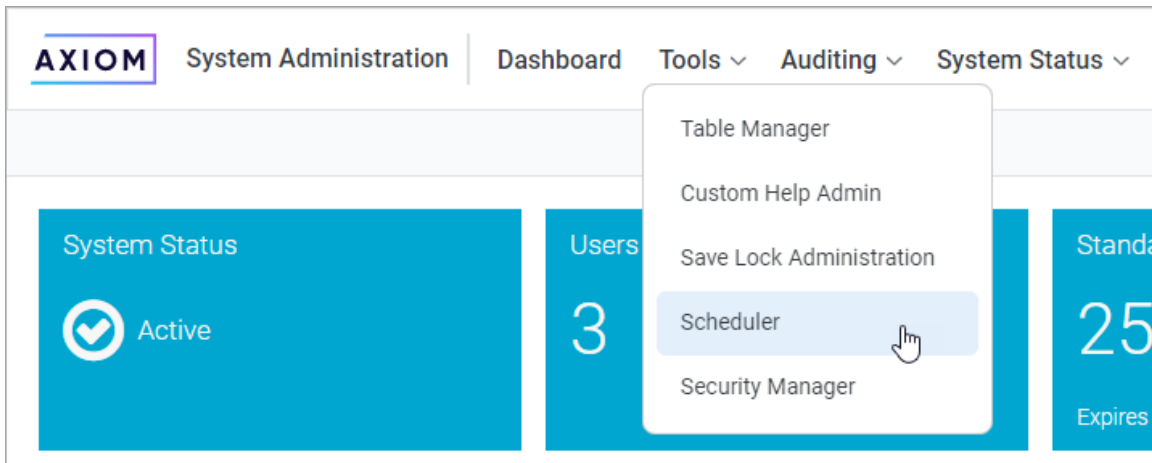 AXIOM System Administration Dashboard Tools Auditing System Status
Table Manager
Custom Help Admin
Save Lock Administration
Scheduler
Security Manager
System Status
Active
Users
3
25
Expires